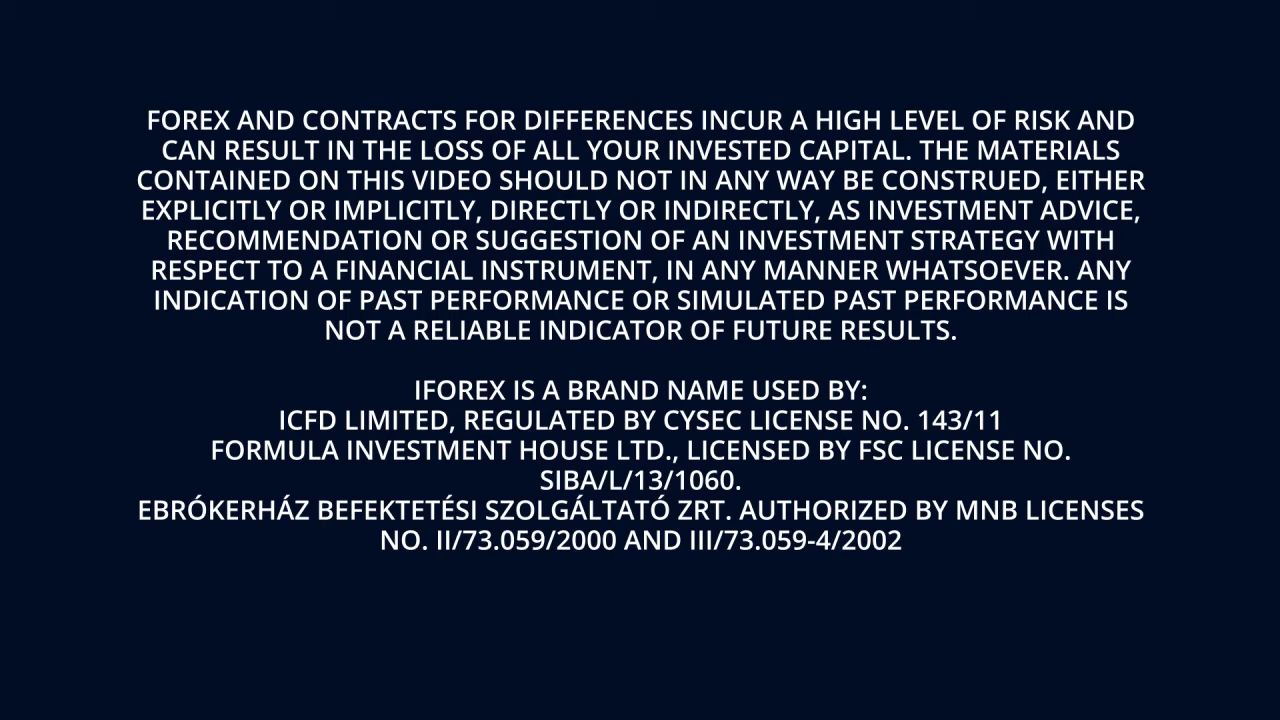 FOREX AND CONTRACTS FOR DIFFERENCES INCUR A HIGH LEVEL OF RISK AND
CAN RESULT IN THE LOSS OF ALL YOUR INVESTED CAPITAL. THE MATERIALS
CONTAINED ON THIS VIDEO SHOULD NOT IN ANY WAY BE CONSTRUED, EITHER
EXPLICITLY OR IMPLICITLY, DIRECTLY OR INDIRECTLY, AS INVESTMENT ADVICE,
RECOMMENDATION OR SUGGESTION OF AN INVESTMENT STRATEGY WITH
RESPECT TO A FINANCIAL INSTRUMENT, IN ANY MANNER WHATSOEVER. ANY
INDICATION OF PAST PERFORMANCE OR SIMULATED PAST PERFORMANCE IS
NOT A RELIABLE INDICATOR OF FUTURE RESULTS.
IFOREX IS A BRAND NAME USED BY:
ICFD LIMITED, REGULATED BY CYSEC LICENSE NO. 143/11
FORMULA INVESTMENT HOUSE LTD., LICENSED BY FSC LICENSE NO.
SIBA/L/13/1060.
EBRÓKERHÁZ BEFEKTETÉSI SZOLGÁLTATÓ ZRT. AUTHORIZED BY MNB LICENSES
NO. II/73.059/2000 AND III/73.059-4/2002